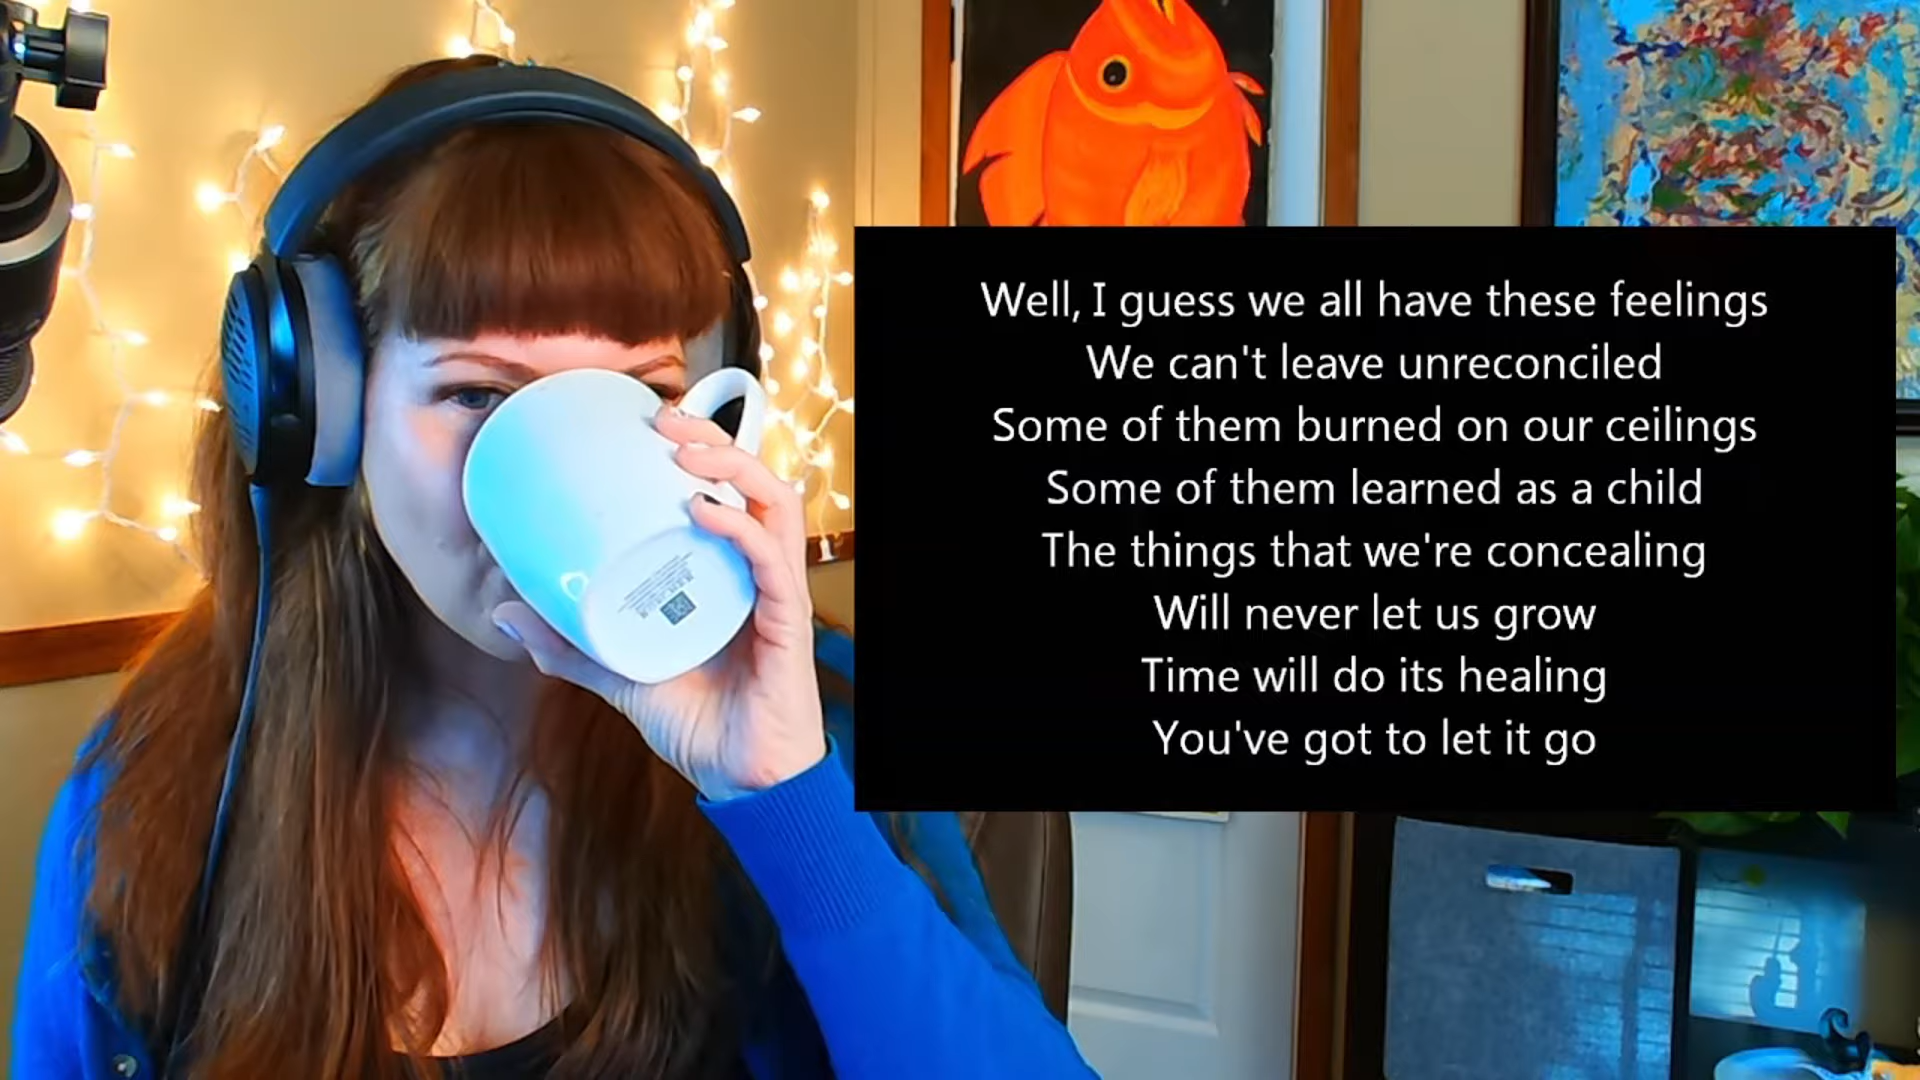 Well, I guess we all have these feelings
We can't leave unreconciled
Some of them burned on our ceilings
Some of them learned as a child
The things that we're concealing
Will never let us grow
Time will do its healing
You've got to let it go